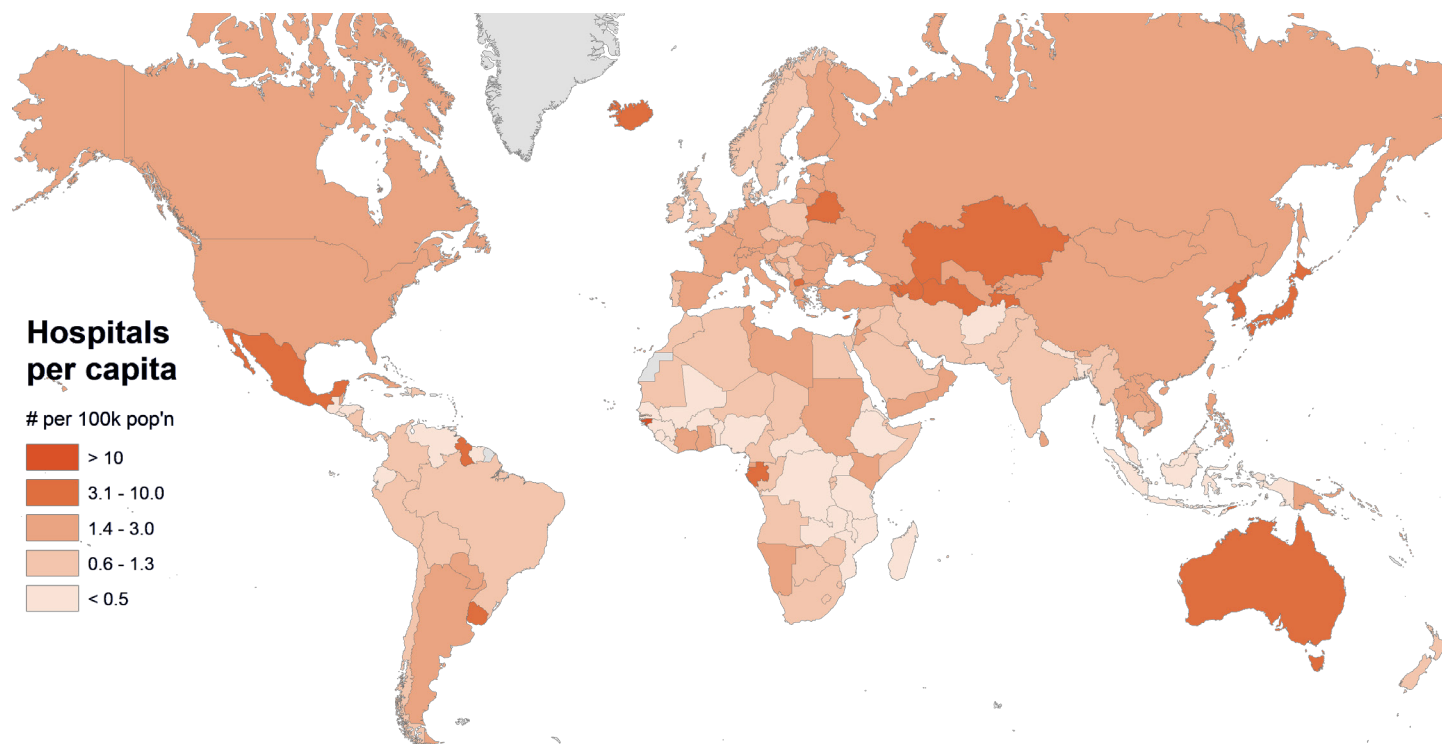 Hospitals
per capita
# per 100k pop'n
> 10
3.1 - 10.0
1.4 - 3.0
0.6 - 1.3
< 0.5